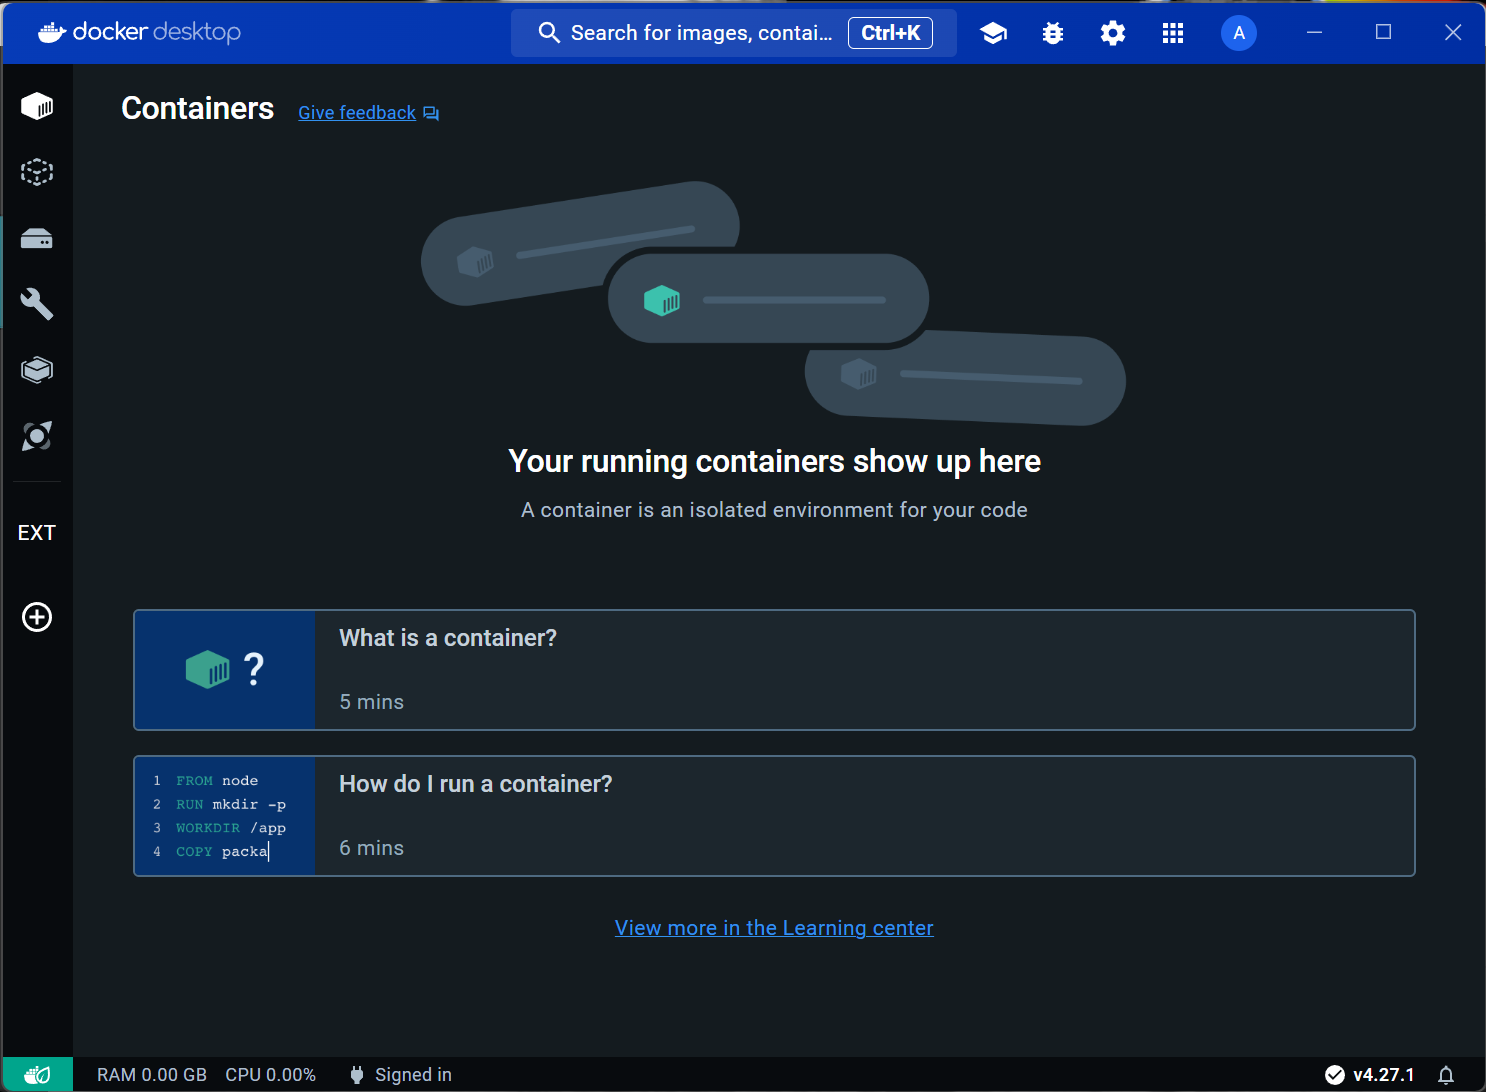 docker desktop
Search for images, contai... Ctrl+K
A
Containers Give feedback
Your running containers show up here
A container is an isolated environment for your code
EXT
?
What is a container?
5 mins
1 FROM node
2 RUN mkdir -p
3 WORKDIR /app
4 COPY packa
How do I run a container?
6 mins
View more in the Learning center
RAM 0.00 GB CPU 0.00% Signed in v4.27.1